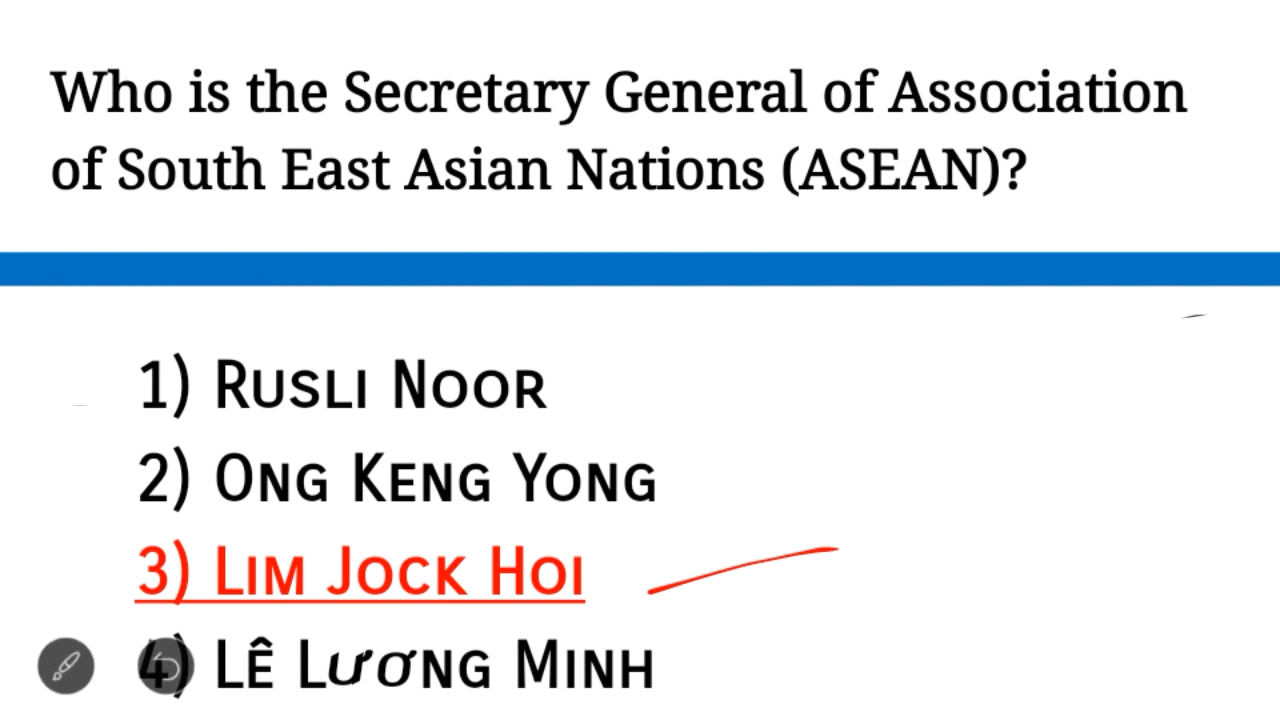 Who is the Secretary General of Association
of South East Asian Nations (ASEAN)?
1) Rusli Noor
2) Ong Keng Yong
3) Lim Jock Hoi
4) Lê Lương Minh